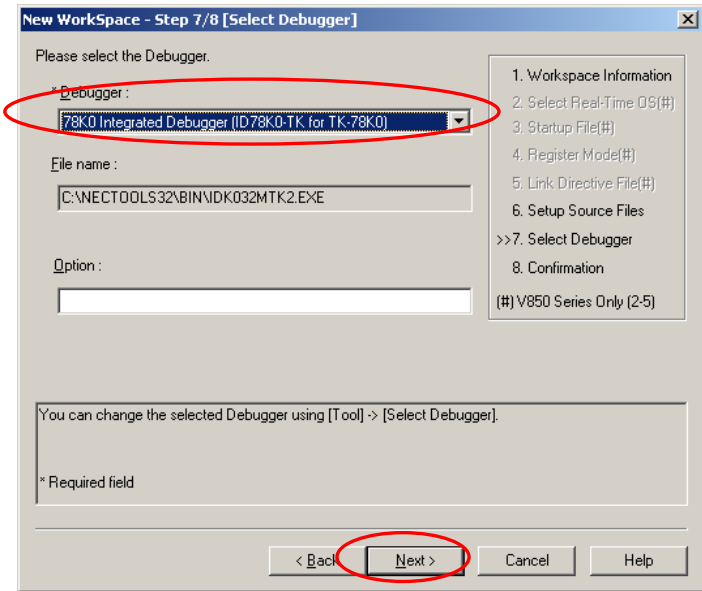 New WorkSpace - Step 7/8 [Select Debugger]
Please select the Debugger.
* Debugger :
78K0 Integrated Debugger (ID78K0-TK for TK-78K0)
File name :
C:\NECTOOLS32\BIN\IDK032MTK2.EXE
Option :
1. Workspace Information
2. Select Real-Time OS(#)
3. Startup File(#)
4. Register Mode(#)
5. Link Directive File(#)
6. Setup Source Files
>>7. Select Debugger
8. Confirmation
(#) V850 Series Only (2-5)
You can change the selected Debugger using [Tool] -> [Select Debugger].
* Required field
< Back
Next >
Cancel
Help